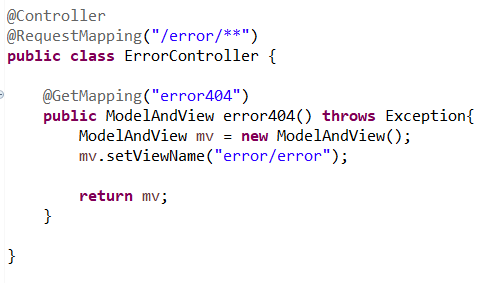 @Controller
@RequestMapping("/error/**")
public class ErrorController {
@GetMapping("error404")
public ModelAndView error404() throws Exception{
ModelAndView mv = new ModelAndView();
mv.setViewName("error/error");
return mv;
}
}